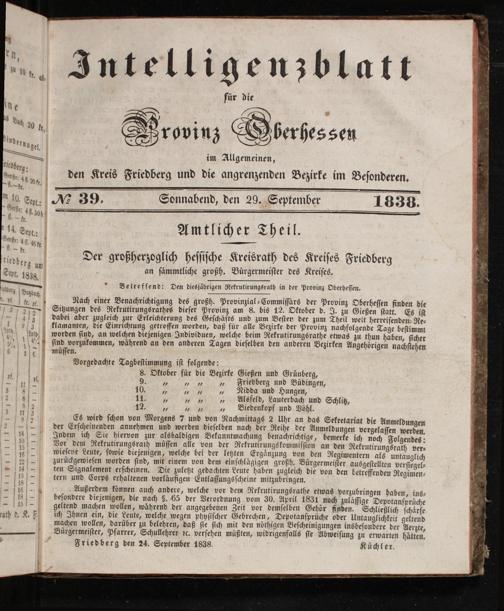 Intelligenzblatt
für die
Provinz Oberhessen
im Allgemeinen,
den Kreis Friedberg und die angrenzenden Bezirke im Besonderen.
№ 39. Sonnabend, den 29. September 1838.
Amtlicher Theil.
Der großherzoglich hessische Kreisrath des Kreises Friedberg
an sämmtliche großh. Bürgermeister des Kreises.
Betreffend: Den diesjährigen Rekrutirungsrath in der Provinz Oberhessen.
Nach einer Benachrichtigung des großh. Provinzial-Commissärs der Provinz Oberhessen finden die
Sitzungen des Rekrutirungsrathes dieser Provinz am 8. bis 12. Oktober d. J. zu Gießen statt. Es ist
dabei aber zugleich zur Erleichterung des Geschäfts und zum Besten der zum Theil weit herreisenden Re-
klamanten, die Einrichtung getroffen worden, daß für alle Bezirke der Provinz nachfolgende Tage bestimmt
worden sind, an welchen diejenigen Individuen, welche beim Rekrutirungsrathe etwas zu thun haben, sicher
sind vorzukommen, während an den anderen Tagen dieselben den anderen Bezirken Angehörigen nachstehen
müssen.
Vorgedachte Tagbestimmung ist folgende:
8. Oktober für die Bezirke Gießen und Grünberg,
9. „ „ „ „ Friedberg und Büdingen,
10. „ „ „ „ Nidda und Hungen,
11. „ „ „ „ Alsfeld, Lauterbach und Schlitz,
12. „ „ „ „ Biedenkopf und Vöhl.
Es wird schon von Morgens 7 und von Nachmittags 2 Uhr an das Sekretariat die Anmeldungen
der Erscheinenden annehmen und werden dieselben nach der Reihe der Anmeldungen vorgelassen werden.
Indem ich Sie hiervon zur alsbaldigen Bekanntmachung benachrichtige, bemerke ich noch Folgendes:
Vor dem Rekrutirungsrath müssen alle von der Rekrutirungskommission an den Rekrutirungsrath ver-
wiesene Leute, sowie diejenigen, welche bei der letzten Ergänzung von den Regimentern als untauglich
zurückgewiesen worden sind, mit einem von dem einschlägigen großh. Bürgermeister ausgestellten versiegel-
ten Signalement erscheinen. Die zuletzt gedachten Leute haben zugleich die von den betreffenden Regimen-
tern und Corps erhaltenen vorläufigen Entlassungsscheine mitzubringen.
Außerdem können auch andere, welche vor dem Rekrutirungsrathe etwas vorzubringen haben, ins-
besondere diejenigen, die nach §. 65 der Verordnung vom 30. April 1831 noch zulässige Depotansprüche
geltend machen wollen, während der angegebenen Zeit vor demselben Gehör finden. Schließlich schärfe
ich Ihnen ein, die Leute, welche wegen physischer Gebrechen, Depotansprüche oder Untauglichkeit geltend
machen wollen, darüber zu belehren, daß sie sich mit den nöthigen Bescheinigungen insbesondere der Aerzte,
Bürgermeister, Pfarrer, Schullehrer ꝛc. versehen müßten, widrigenfalls sie Abweisung zu erwarten hätten.
Friedberg den 24. September 1838. Küchler.